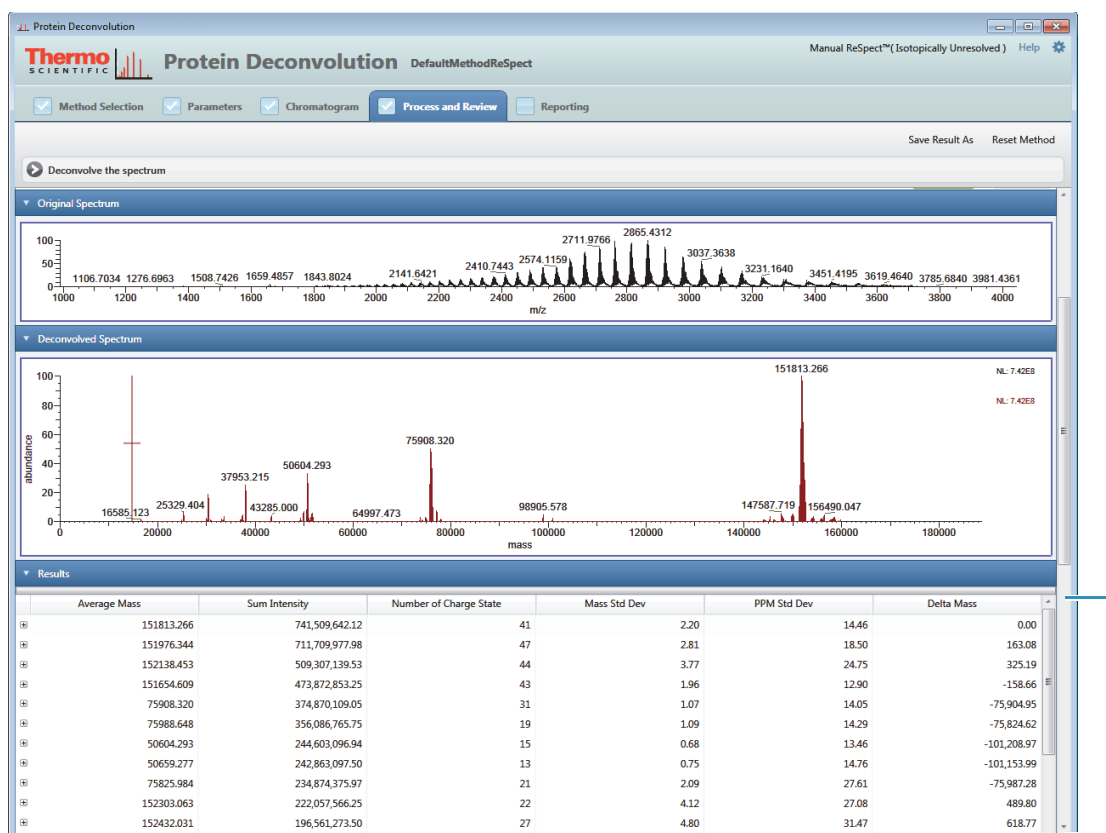 Protein Deconvolution
Thermo
SCIENTIFIC
Protein Deconvolution DefaultMethodReSpect
Manual ReSpect™( Isotopically Unresolved ) Help
Method Selection Parameters Chromatogram Process and Review Reporting
Save Result As Reset Method
Deconvolve the spectrum
Original Spectrum
100
50
0
1106.7034 1276.6963 1508.7426 1659.4857 1843.8024 2141.6421 2410.7443 2574.1159 2711.9766 2865.4312 3037.3638 3231.1640 3451.4195 3619.4640 3785.6840 3981.4361
1000 1200 1400 1600 1800 2000 2200 2400 2600 2800 3000 3200 3400 3600 3800 4000
m/z
Deconvolved Spectrum
abundance
100
80
60
40
20
0
16585.123 25329.404 37953.215 43285.000 50604.293 64997.473 75908.320 98905.578 147587.719 151813.266 156490.047
NL: 7.42E8
NL: 7.42E8
0 20000 40000 60000 80000 100000 120000 140000 160000 180000
mass
Results
Average Mass Sum Intensity Number of Charge State Mass Std Dev PPM Std Dev Delta Mass
151813.266 741,509,642.12 41 2.20 14.46 0.00
151976.344 711,709,977.98 47 2.81 18.50 163.08
152138.453 509,307,139.53 44 3.77 24.75 325.19
151654.609 473,872,853.25 43 1.96 12.90 -158.66
75908.320 374,870,109.05 31 1.07 14.05 -75,904.95
75988.648 356,086,765.75 19 1.09 14.29 -75,824.62
50604.293 244,603,096.94 15 0.68 13.46 -101,208.97
50659.277 242,863,097.50 13 0.75 14.76 -101,153.99
75825.984 234,874,375.97 21 2.09 27.61 -75,987.28
152303.063 222,057,566.25 22 4.12 27.08 489.80
152432.031 196,561,273.50 27 4.80 31.47 618.77